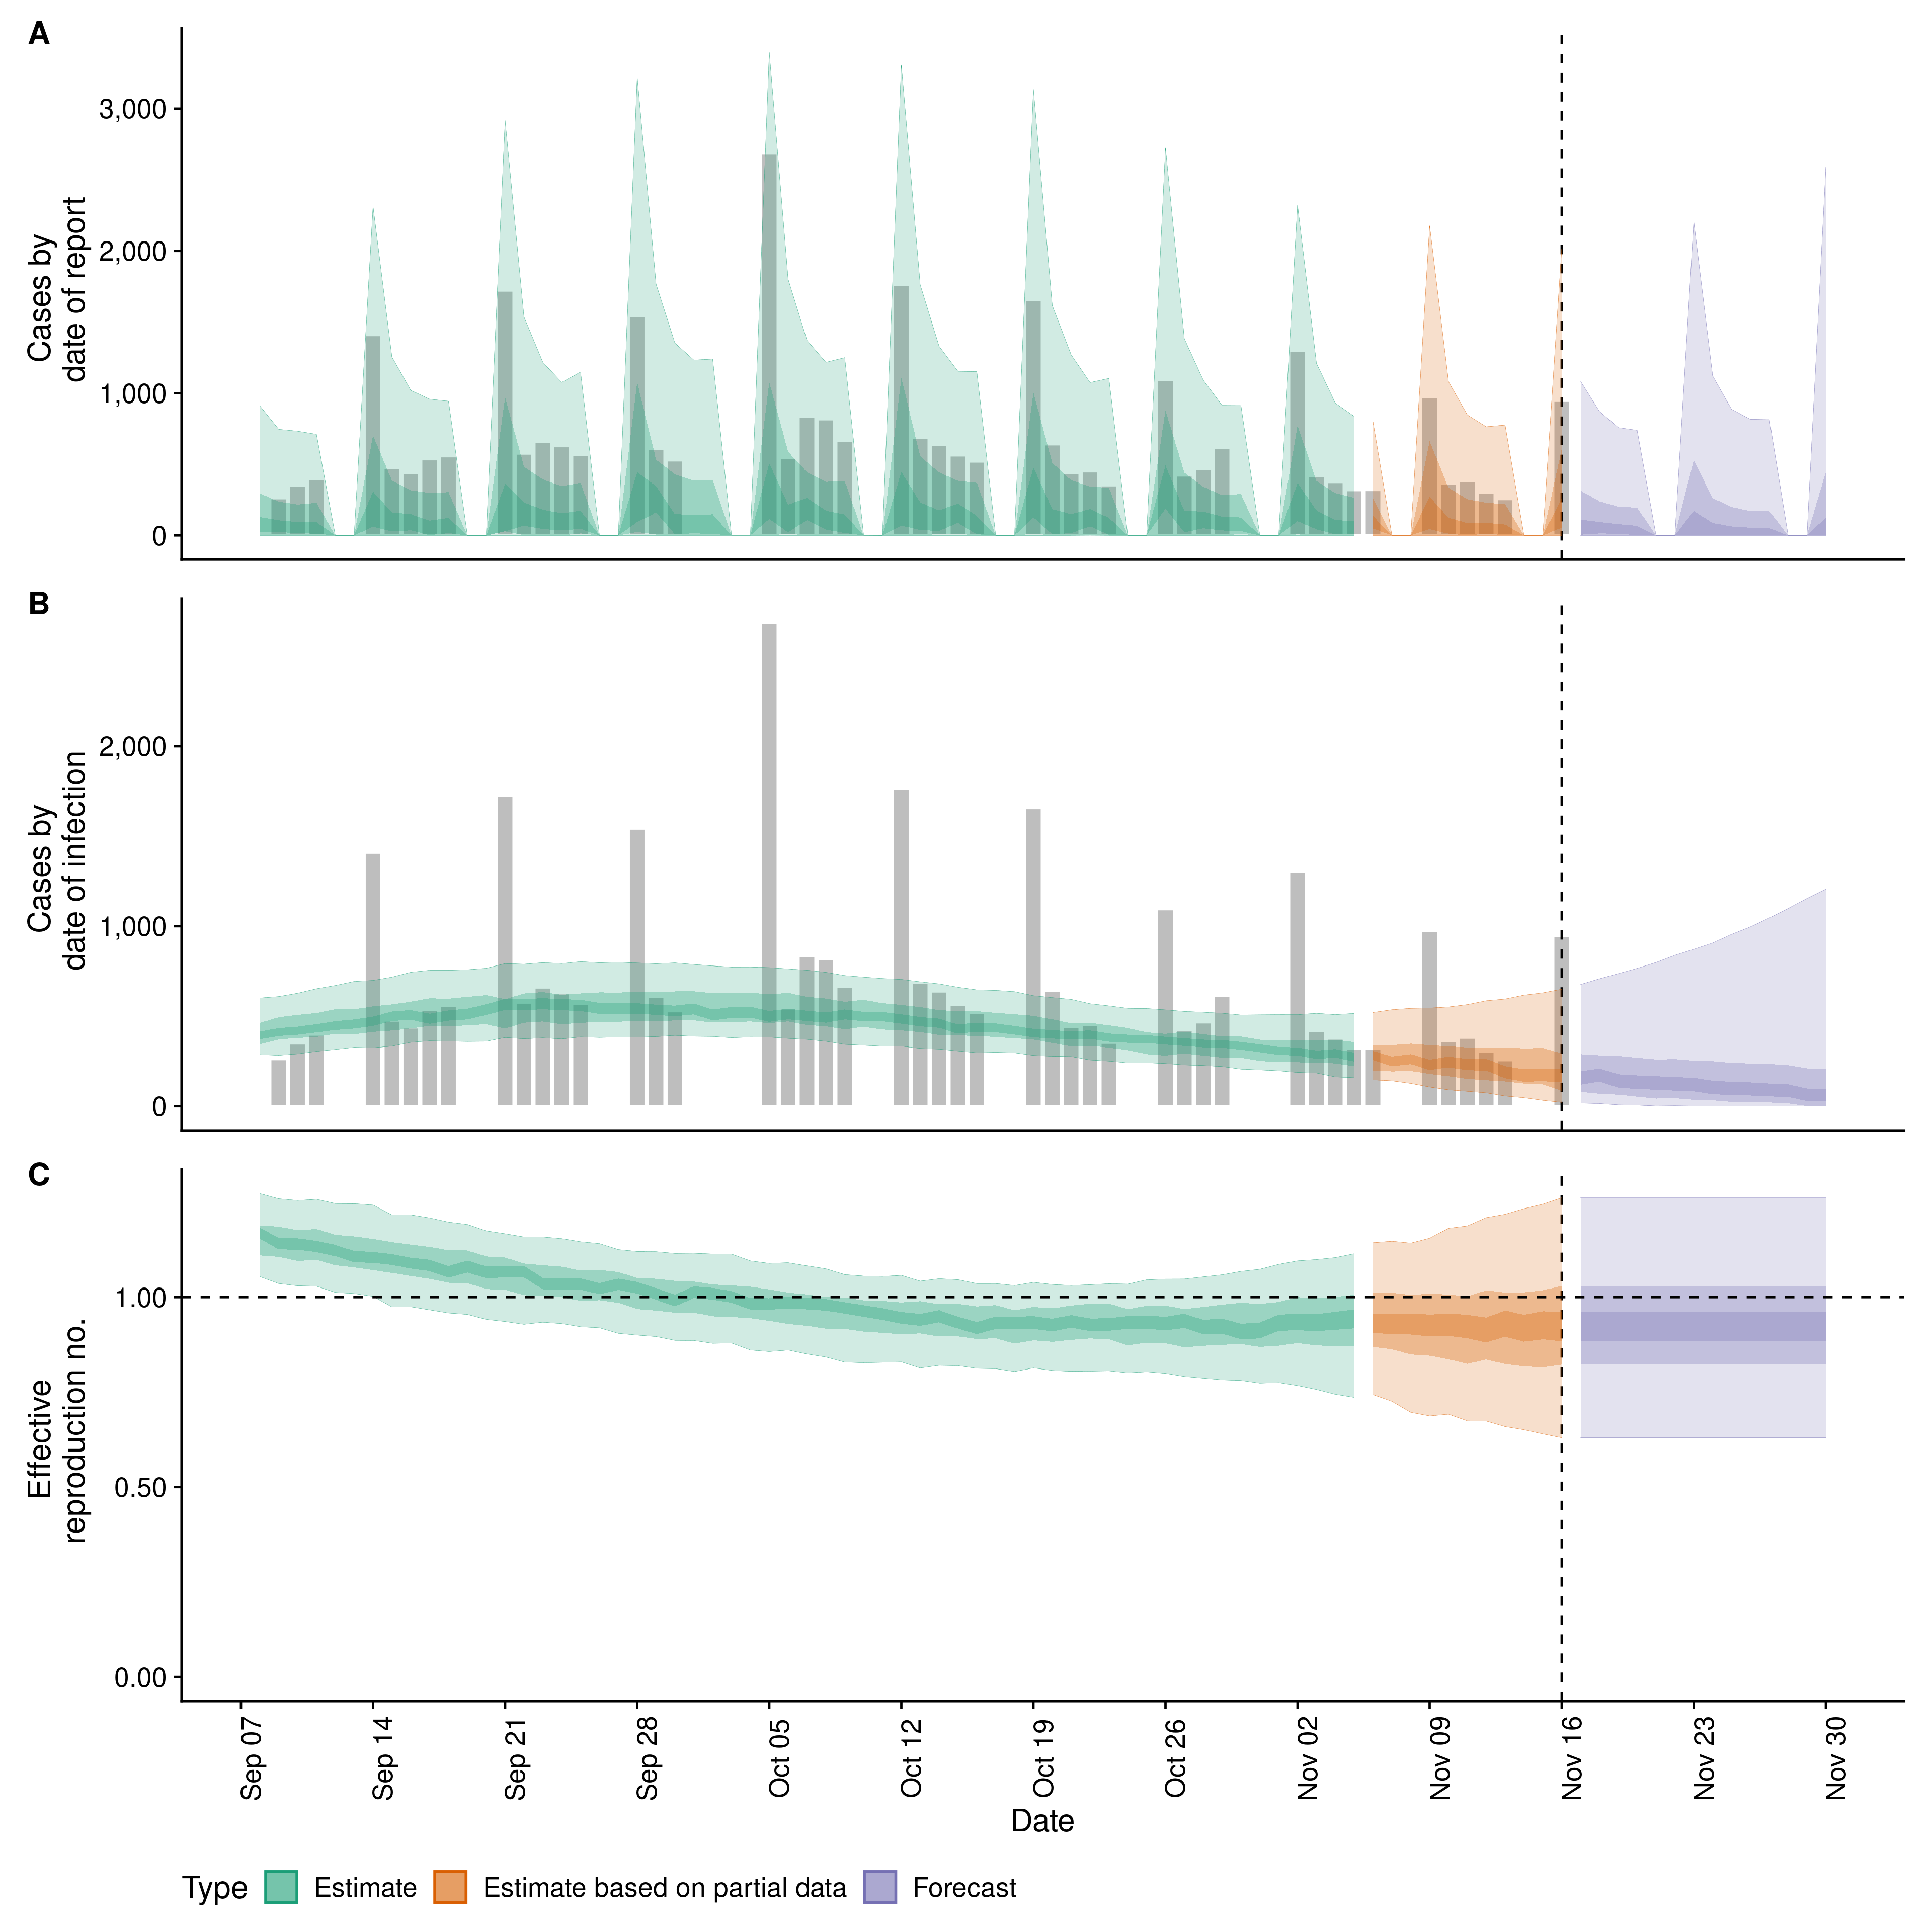 A
Cases by
date of report
3,000
2,000
1,000
0
B
Cases by
date of infection
2,000
1,000
0
C
Effective
reproduction no.
1.00
0.50
0.00
Sep 07
Sep 14
Sep 21
Sep 28
Oct 05
Oct 12
Oct 19
Oct 26
Nov 02
Nov 09
Nov 16
Nov 23
Nov 30
Date
Type Estimate Estimate based on partial data Forecast